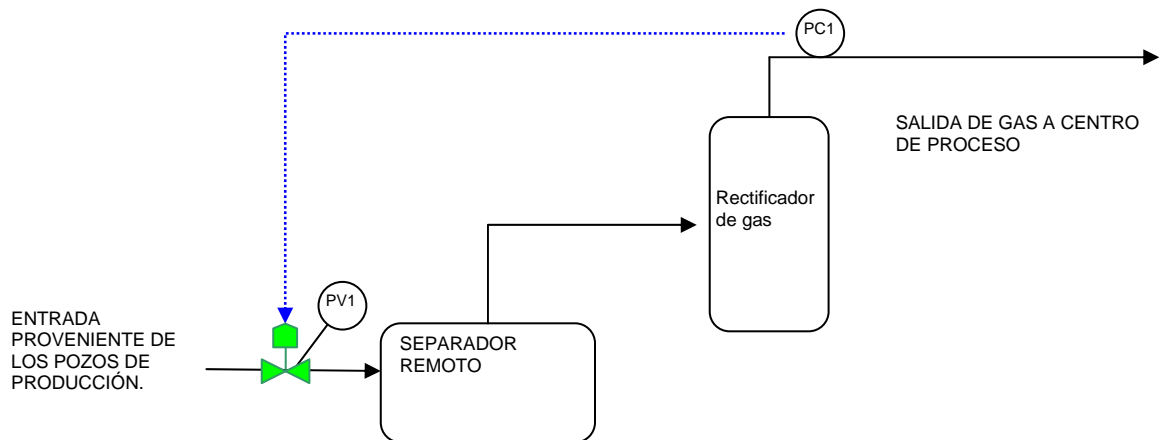 PC1
SALIDA DE GAS A CENTRO
DE PROCESO
Rectificador
de gas
PV1
ENTRADA
PROVENIENTE DE
LOS POZOS DE
PRODUCCIÓN.
SEPARADOR
REMOTO